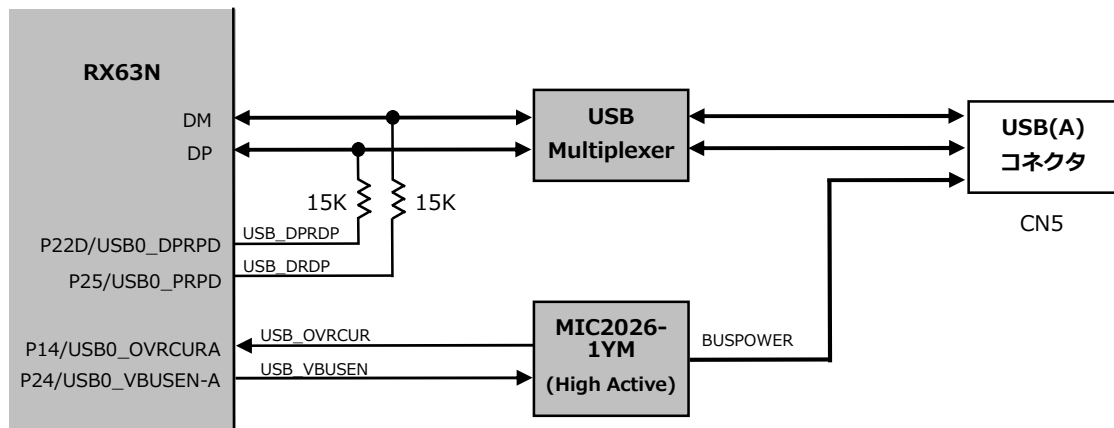 RX63N
DM
DP
USB
Multiplexer
USB(A)
コネクタ
CN5
15K
15K
P22D/USB0_DPRPD
USB_DPRDP
P25/USB0_PRPD
USB_DRDP
P14/USB0_OVRCURA
USB_OVRCUR
P24/USB0_VBUSEN-A
USB_VBUSEN
MIC2026-
1YM
(High Active)
BUSPOWER